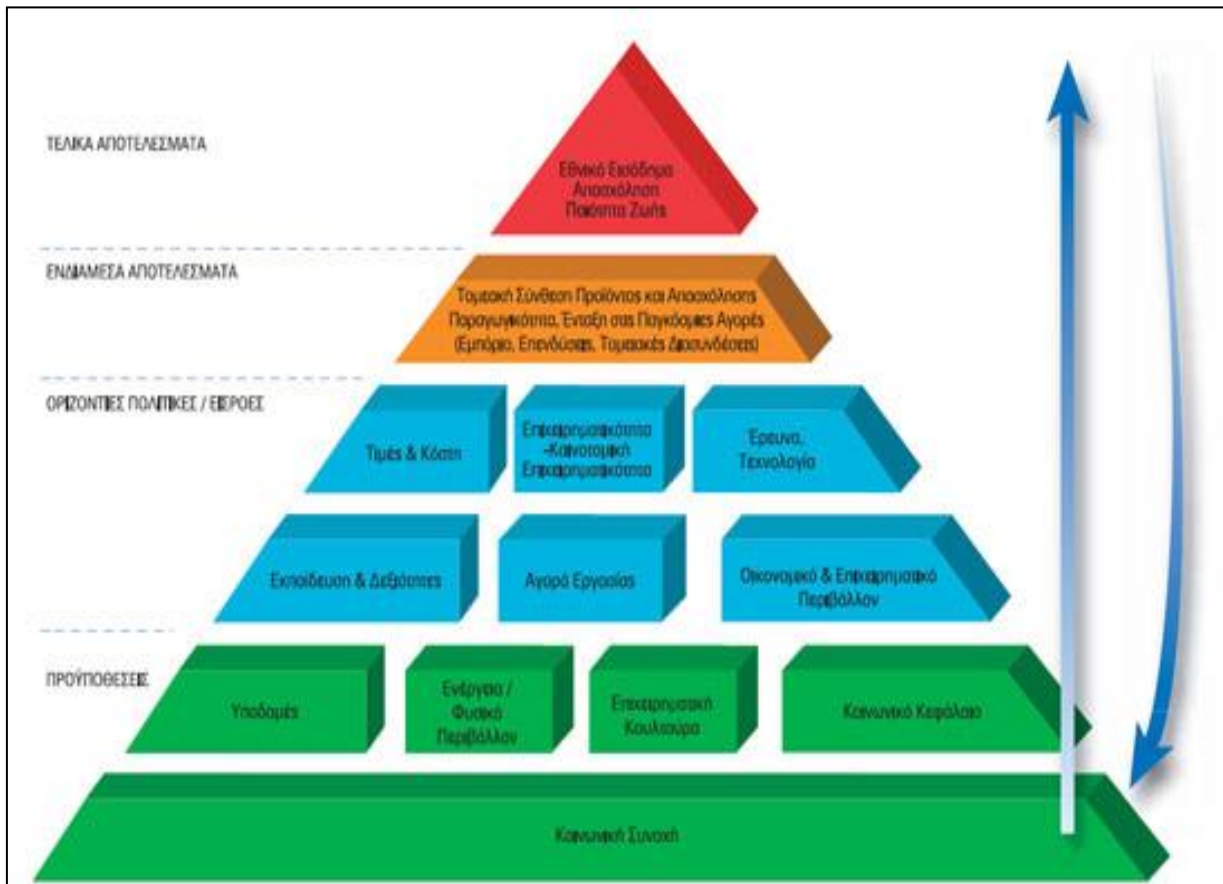 ΤΕΛΙΚΑ ΑΠΟΤΕΛΕΣΜΑΤΑ
Εθνικό Εισόδημα
Απασχόληση
Ποιότητα Ζωής
ΕΝΔΙΑΜΕΣΑ ΑΠΟΤΕΛΕΣΜΑΤΑ
Τομεακή Σύνθεση Προϊόντος και Απασχόλησης
Παραγωγικότητα, Ένταξη στις Παγκόσμιες Αγορές
(Εμπόριο, Επενδύσεις, Τομεακές Διασυνδέσεις)
ΟΡΙΖΟΝΤΙΕΣ ΠΟΛΙΤΙΚΕΣ / ΕΙΣΡΟΕΣ
Τιμές & Κόστη
Επιχειρηματικότητα
-Καινοτομική
Επιχειρηματικότητα
Έρευνα,
Τεχνολογία
Εκπαίδευση & Δεξιότητες
Αγορά Εργασίας
Οικονομικό & Επιχειρηματικό
Περιβάλλον
ΠΡΟΫΠΟΘΕΣΕΙΣ
Υποδομές
Ενέργεια /
Φυσικό
Περιβάλλον
Επιχειρηματική
Κουλτούρα
Κοινωνικό Κεφάλαιο
Κοινωνική Συνοχή